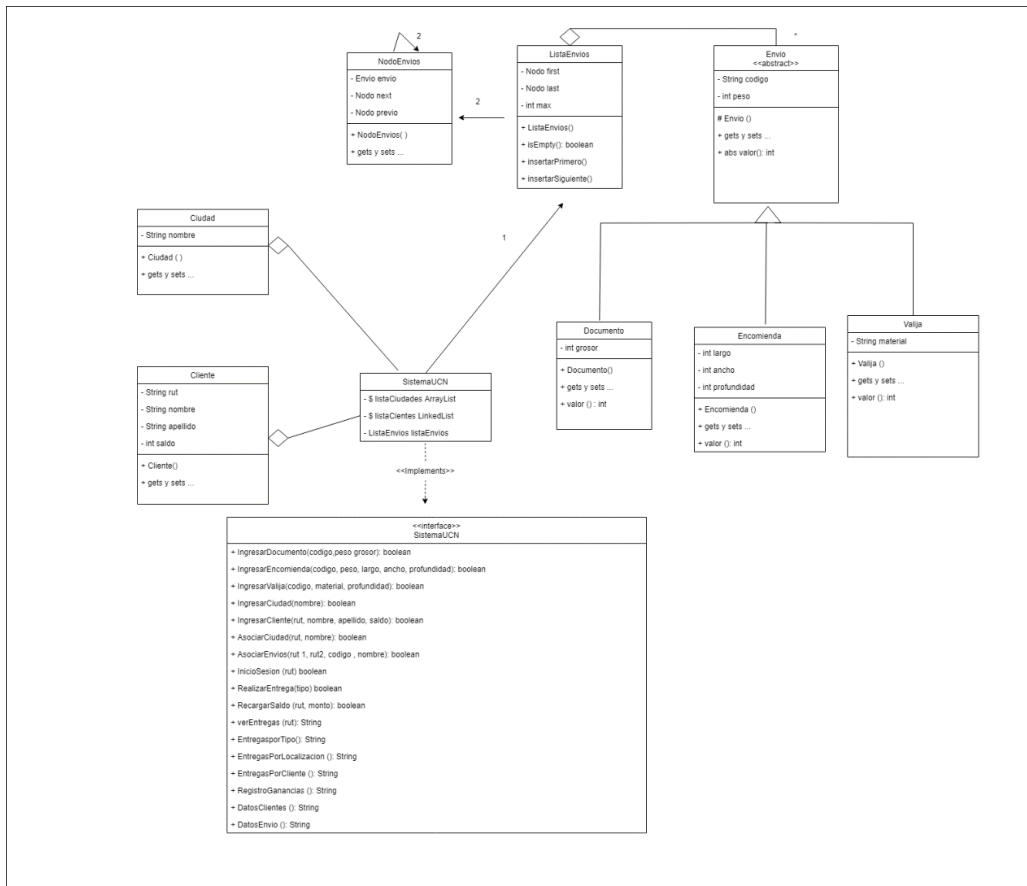 2
NodoEnvios
- Envio envio
- Nodo next
- Nodo previo
+ NodoEnvios( )
+ gets y sets ...
2
ListaEnvios
- Nodo first
- Nodo last
- int max
+ ListaEnvios()
+ isEmpty(): boolean
+ insertarPrimero()
+ insertarSiguiente()
*
Envio
<<abstract>>
- String codigo
- int peso
# Envio ()
+ gets y sets ...
+ abs valor(): int
Ciudad
- String nombre
+ Ciudad ( )
+ gets y sets ...
1
Documento
- int grosor
+ Documento()
+ gets y sets ...
+ valor () : int
Encomienda
- int largo
- int ancho
- int profundidad
+ Encomienda ()
+ gets y sets ...
+ valor (): int
Valija
- String material
+ Valija ()
+ gets y sets ...
+ valor (): int
Cliente
- String rut
- String nombre
- String apellido
- int saldo
+ Cliente()
+ gets y sets ...
SistemaUCN
- $ listaCiudades ArrayList
- $ listaCientes LinkedList
- ListaEnvios listaEnvios
<<Implements>>
<<interface>>
SistemaUCN
+ IngresarDocumento(codigo,peso grosor): boolean
+ IngresarEncomienda(codigo, peso, largo, ancho, profundidad): boolean
+ IngresarValija(codigo, material, profundidad): boolean
+ IngresarCiudad(nombre): boolean
+ IngresarCliente(rut, nombre, apellido, saldo): boolean
+ AsociarCiudad(rut, nombre): boolean
+ AsociarEnvios(rut 1, rut2, codigo , nombre): boolean
+ InicioSesion (rut) boolean
+ RealizarEntrega(tipo) boolean
+ RecargarSaldo (rut, monto): boolean
+ verEntregas (rut): String
+ EntregasporTipo(): String
+ EntregasPorLocalizacion (): String
+ EntregasPorCliente (): String
+ RegistroGanancias (): String
+ DatosClientes (): String
+ DatosEnvio (): String